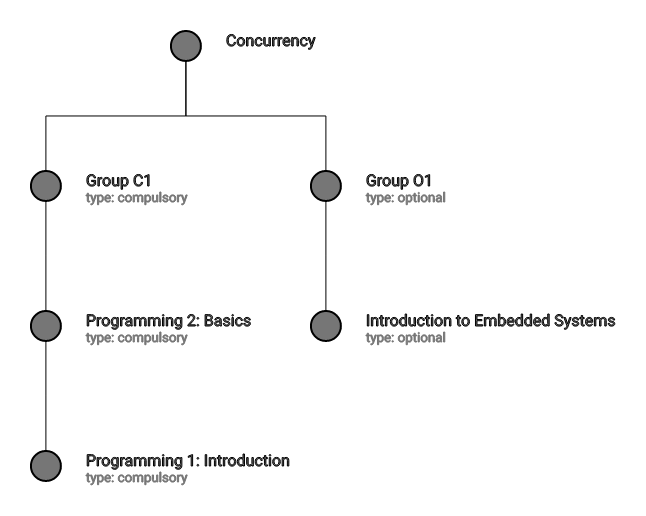 Concurrency
Group C1
type: compulsory
Group O1
type: optional
Programming 2: Basics
type: compulsory
Introduction to Embedded Systems
type: optional
Programming 1: Introduction
type: compulsory